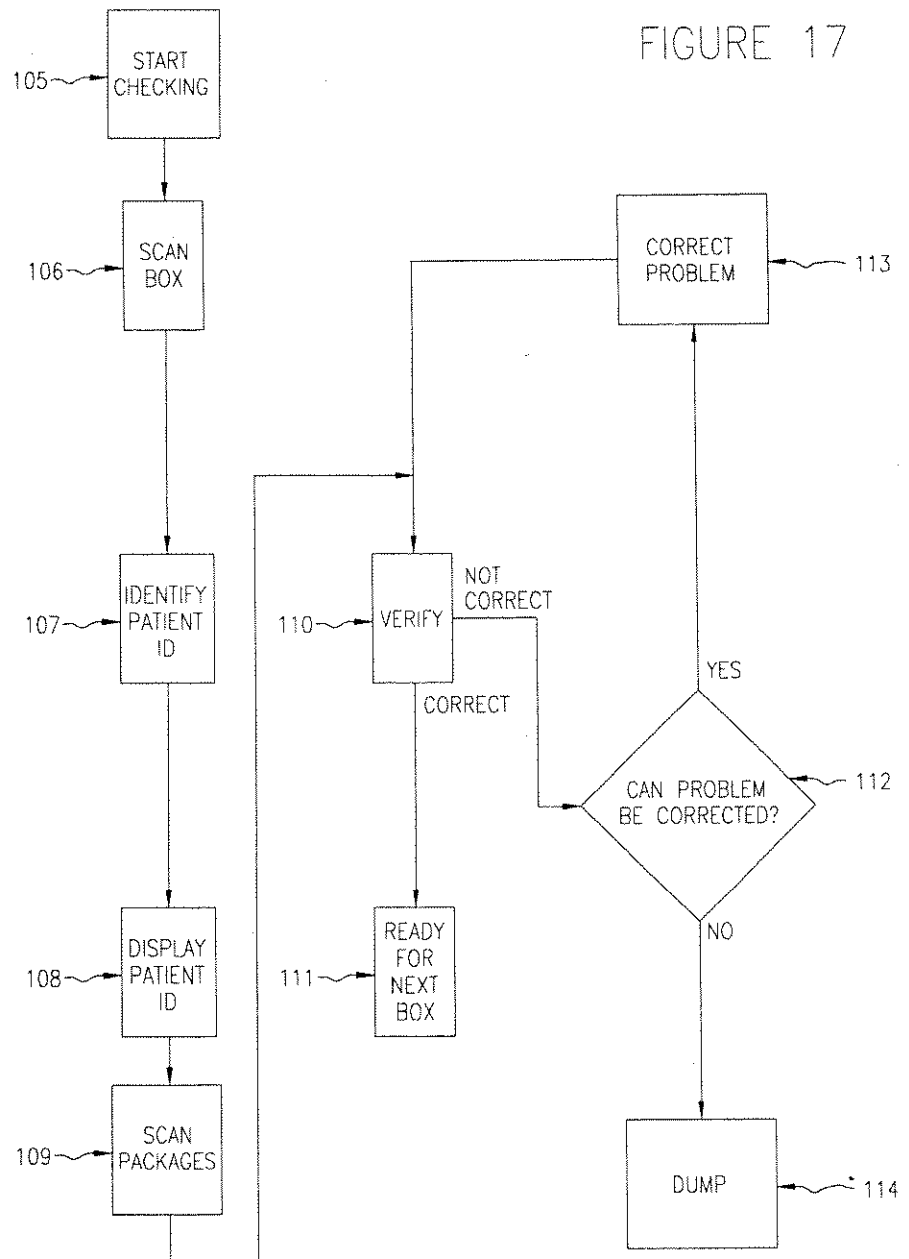 FIGURE 17
105
START
CHECKING
106
SCAN
BOX
107
IDENTIFY
PATIENT
ID
108
DISPLAY
PATIENT
ID
109
SCAN
PACKAGES
110
VERIFY
NOT
CORRECT
CORRECT
111
READY
FOR
NEXT
BOX
CAN PROBLEM
BE CORRECTED?
112
YES
CORRECT
PROBLEM
113
NO
DUMP
114